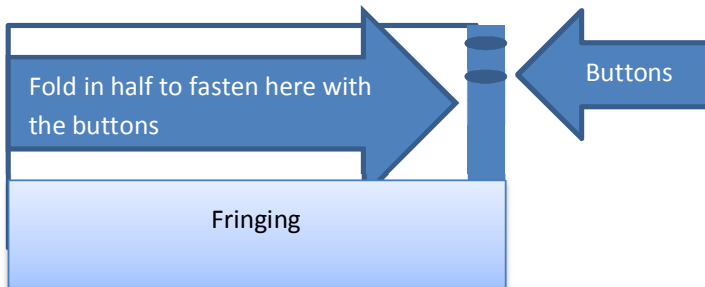 Fold in half to fasten here with
the buttons
Buttons
Fringing